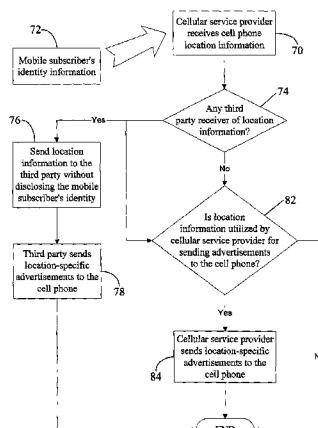 Cellular service provider
receives cell phone
location information
70
72
Mobile subscriber's
identity information
74
Any third
party receiver of location
information?
Yes
76
Send location
information to the
third party without
disclosing the mobile
subscriber's identity
No
82
Is location
information utilized by
cellular service provider for
sending advertisements
to the cell phone?
Third party sends
location-specific
advertisements to the
cell phone
78
Yes
Cellular service provider
sends location-specific
advertisements to the
cell phone
84
N
END